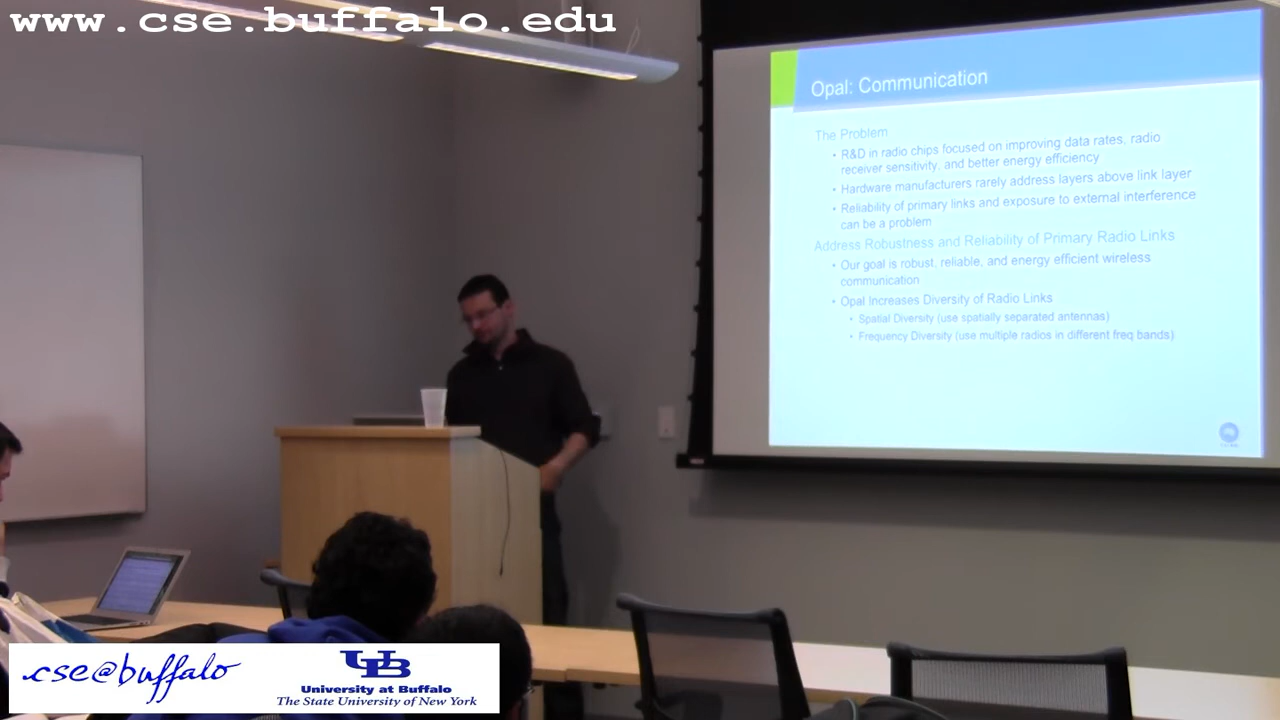 www.cse.buffalo.edu
Opal: Communication
The Problem
• R&D in radio chips focused on improving data rates, radio
receiver sensitivity, and better energy efficiency
• Hardware manufacturers rarely address layers above link layer
• Reliability of primary links and exposure to external interference
can be a problem
Address Robustness and Reliability of Primary Radio Links
• Our goal is robust, reliable, and energy efficient wireless
communication
• Opal Increases Diversity of Radio Links
• Spatial Diversity (use spatially separated antennas)
• Frequency Diversity (use multiple radios in different freq bands)
.cse@buffalo
UB
University at Buffalo
The State University of New York